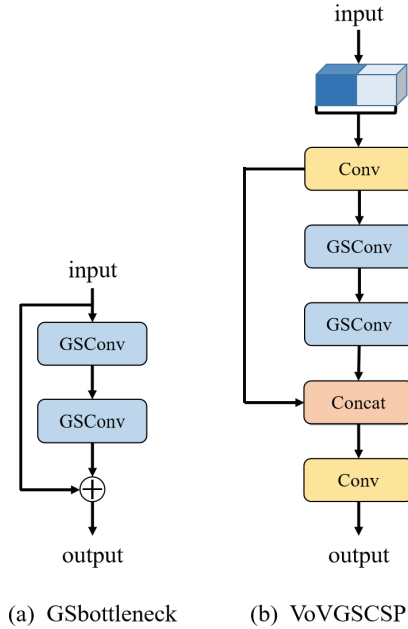 input
GSConv
GSConv
output
(a) GSbottleneck
input
Conv
GSConv
GSConv
Concat
Conv
output
(b) VoVGSCSP